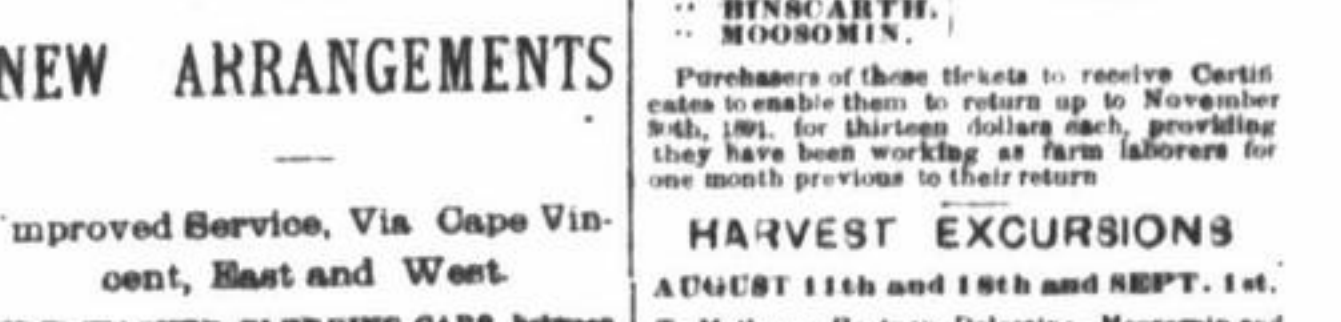 NEW ARRANGEMENTS
Improved Service, Via Cape Vin-
cent, East and West.
" BINSCARTH.
" MOOSOMIN.
Purchasers of these tickets to receive Certifi
cates to enable them to return up to November
30th, 1891. for thirteen dollars each, providing
they have been working as farm laborers for
one month previous to their return
HARVEST EXCURSIONS
AUGUST 11th and 18th and SEPT. 1st.